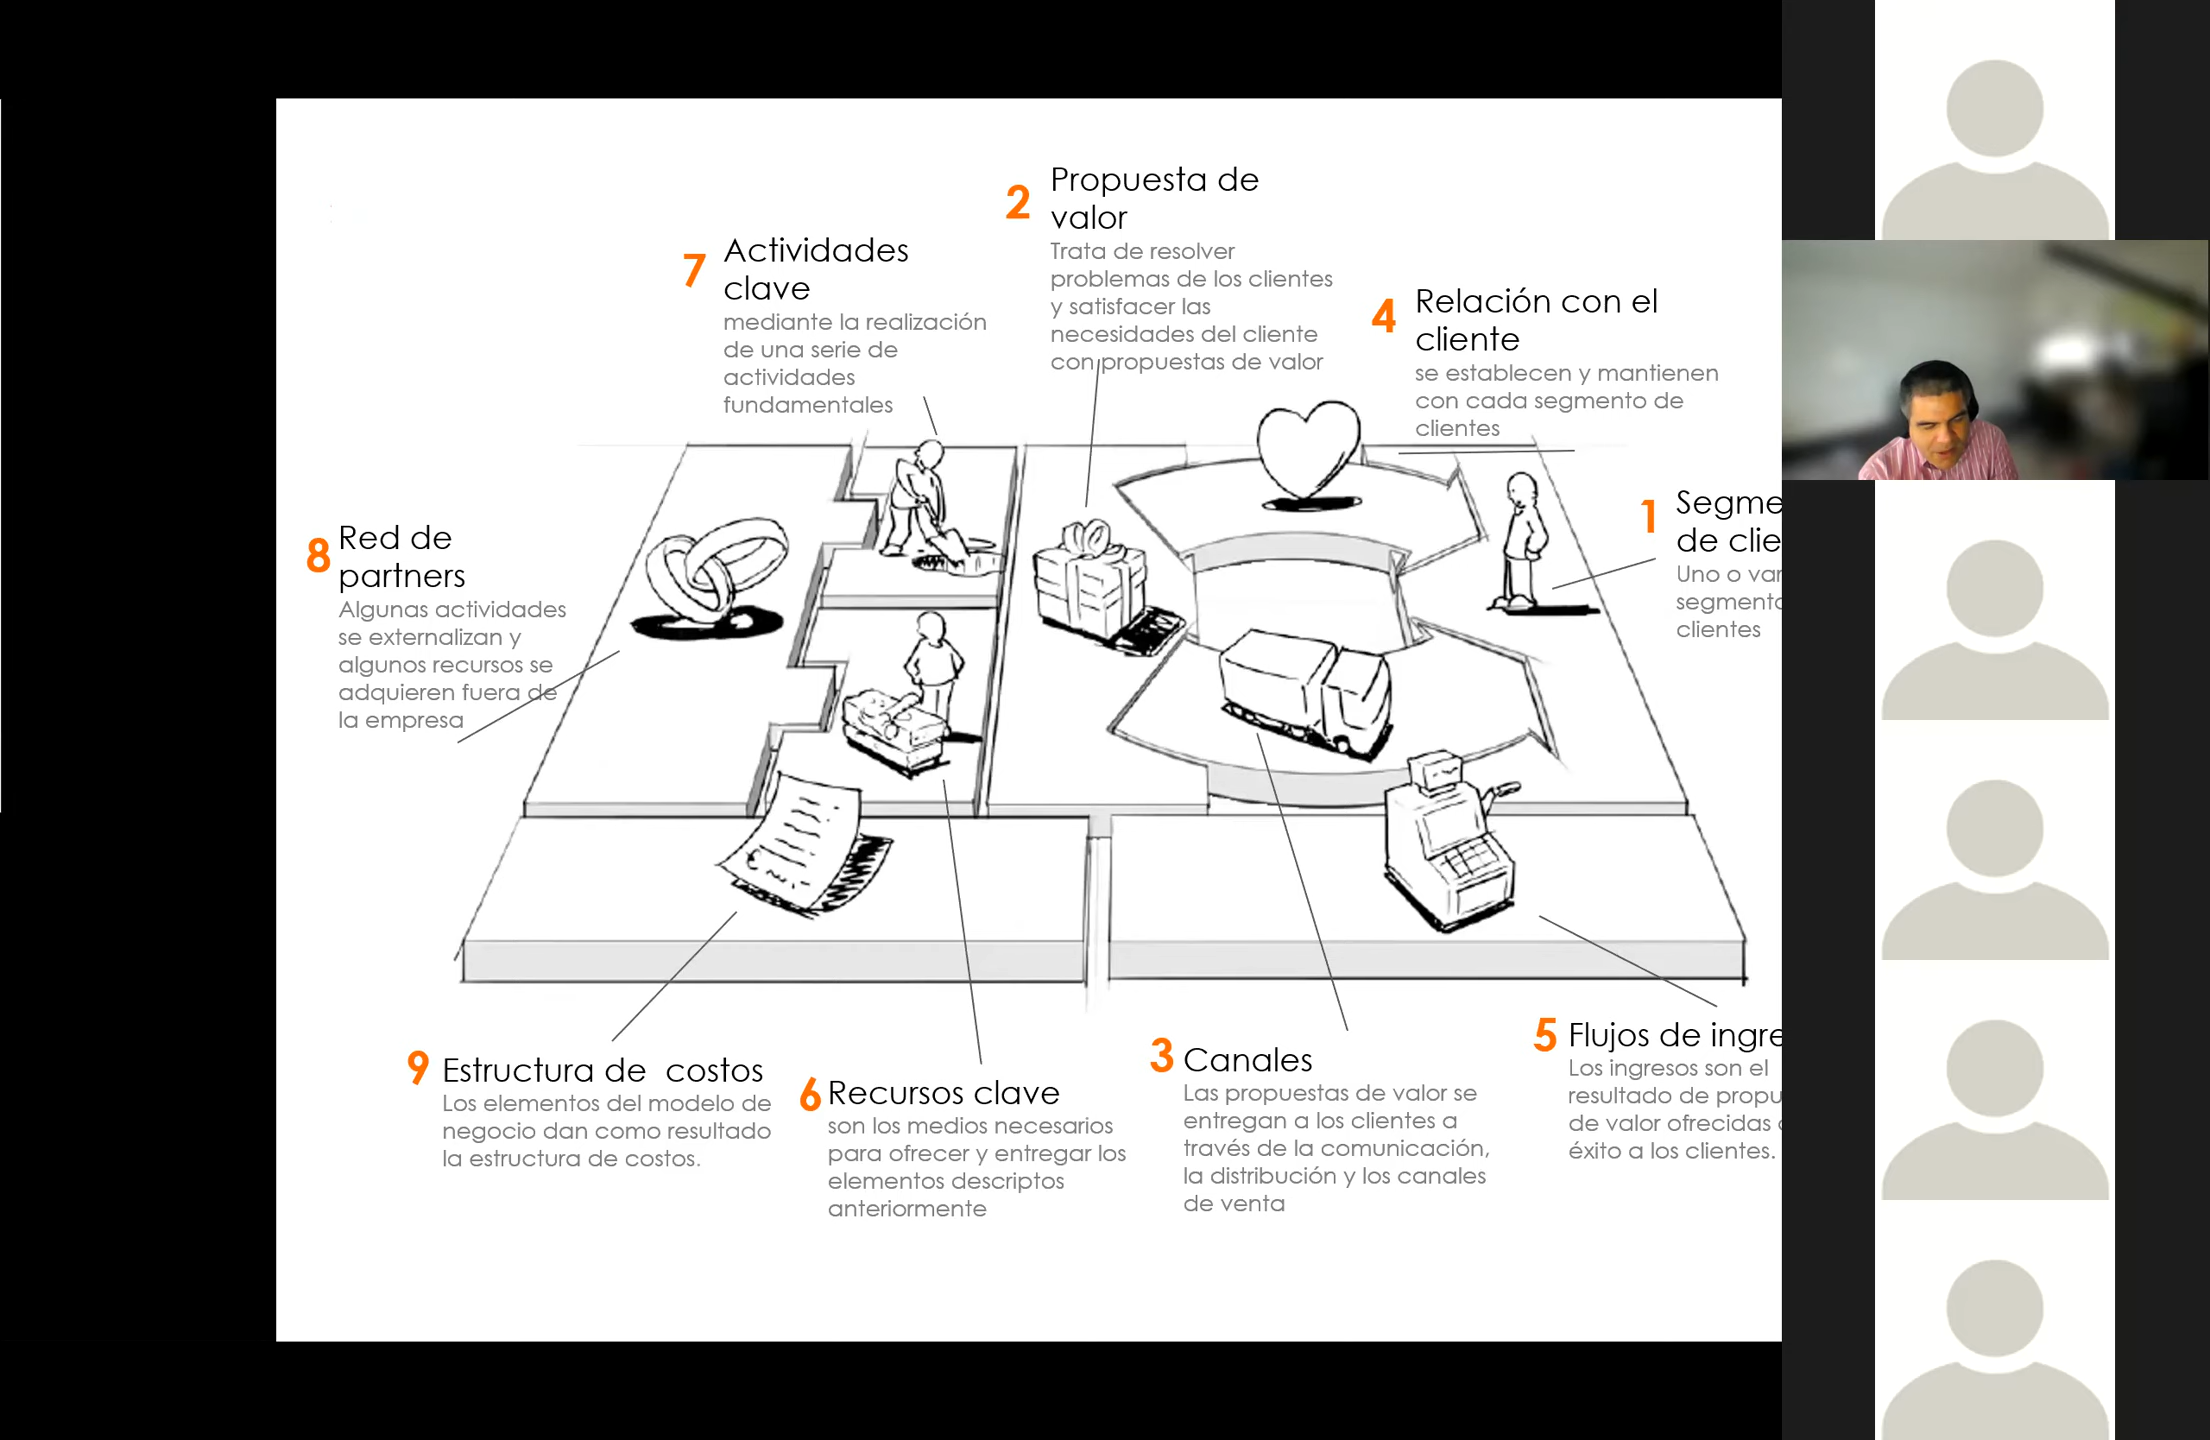 2
Propuesta de
valor
Trata de resolver
problemas de los clientes
y satisfacer las
necesidades del cliente
con propuestas de valor
7
Actividades
clave
mediante la realización
de una serie de
actividades
fundamentales
4
Relación con el
cliente
se establecen y mantienen
con cada segmento de
clientes
1
Segme
de clie
Uno o var
segmento
clientes
8
Red de
partners
Algunas actividades
se externalizan y
algunos recursos se
adquieren fuera de
la empresa
9
Estructura de costos
Los elementos del modelo de
negocio dan como resultado
la estructura de costos.
6
Recursos clave
son los medios necesarios
para ofrecer y entregar los
elementos descriptos
anteriormente
3
Canales
Las propuestas de valor se
entregan a los clientes a
través de la comunicación,
la distribución y los canales
de venta
5
Flujos de ingre
Los ingresos son el
resultado de propu
de valor ofrecidas
éxito a los clientes.